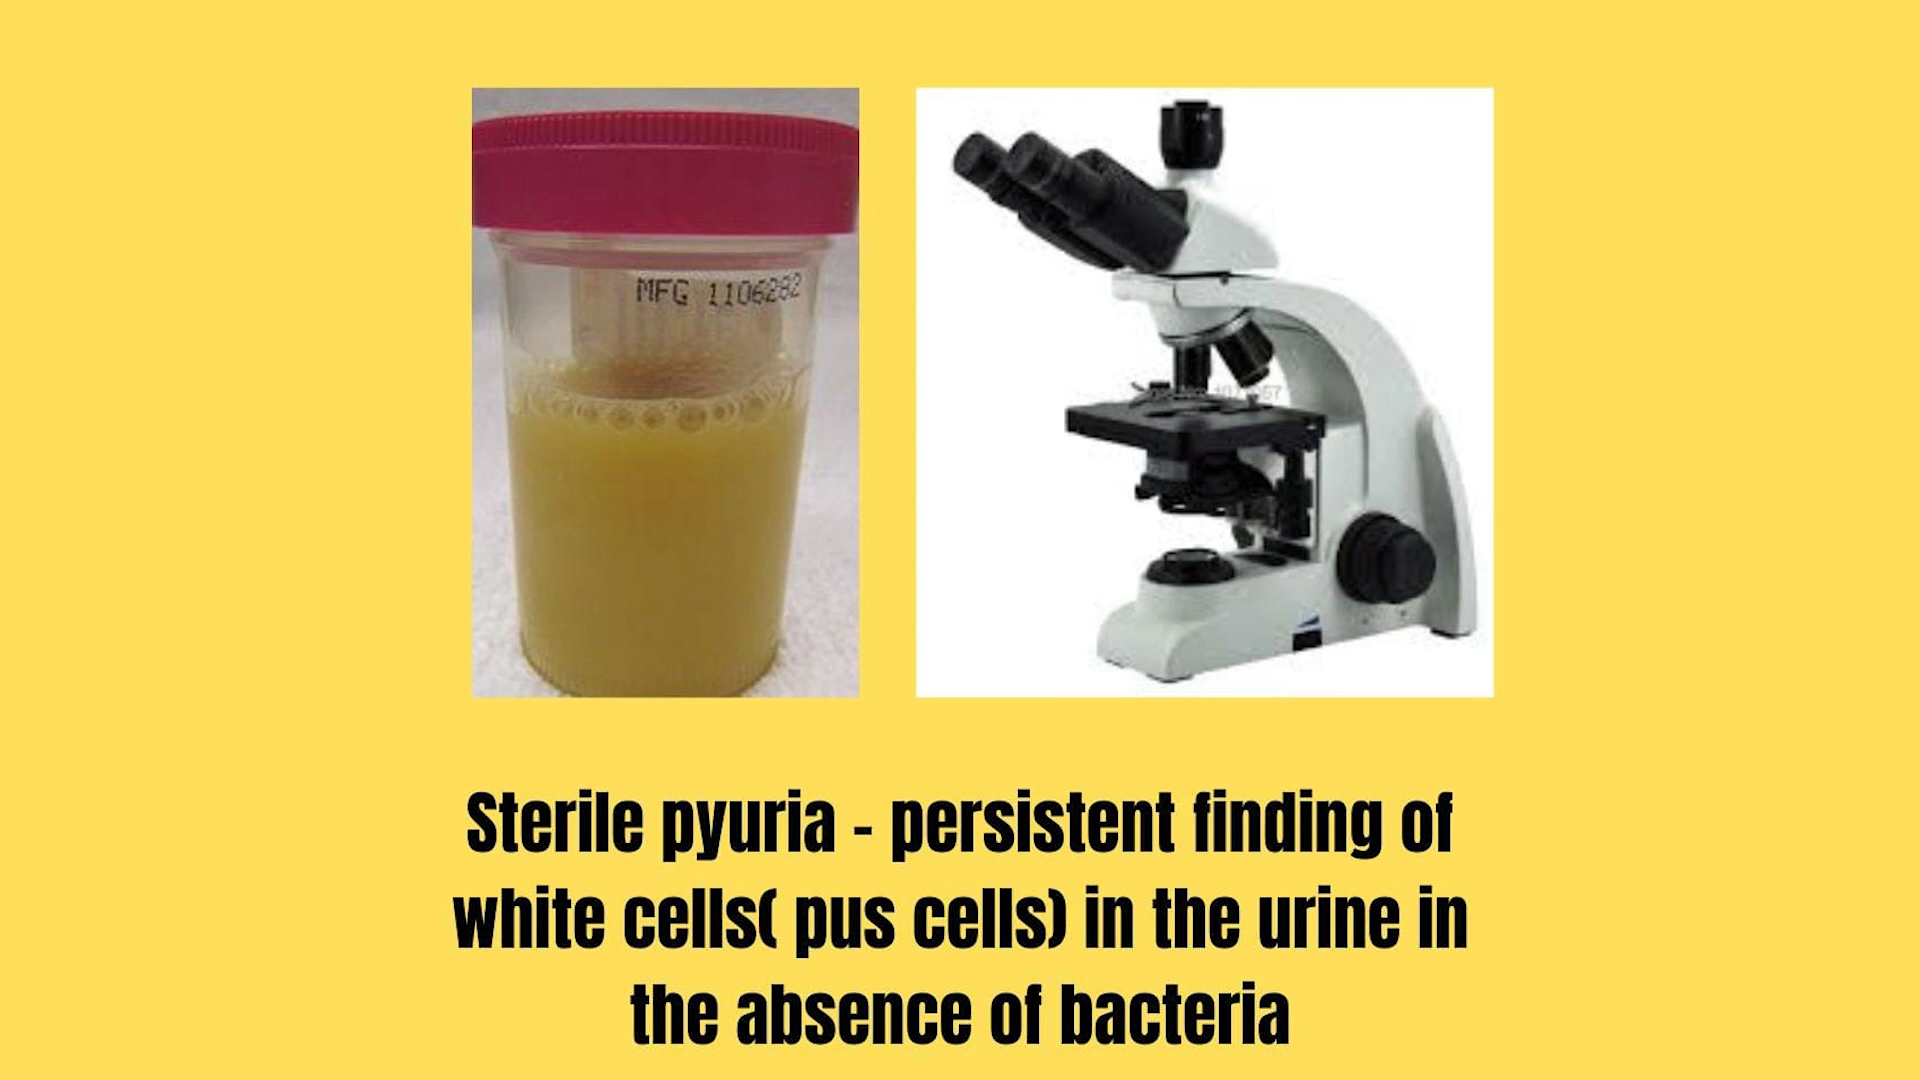 MFG 1106282
Sterile pyuria - persistent finding of
white cells( pus cells) in the urine in
the absence of bacteria